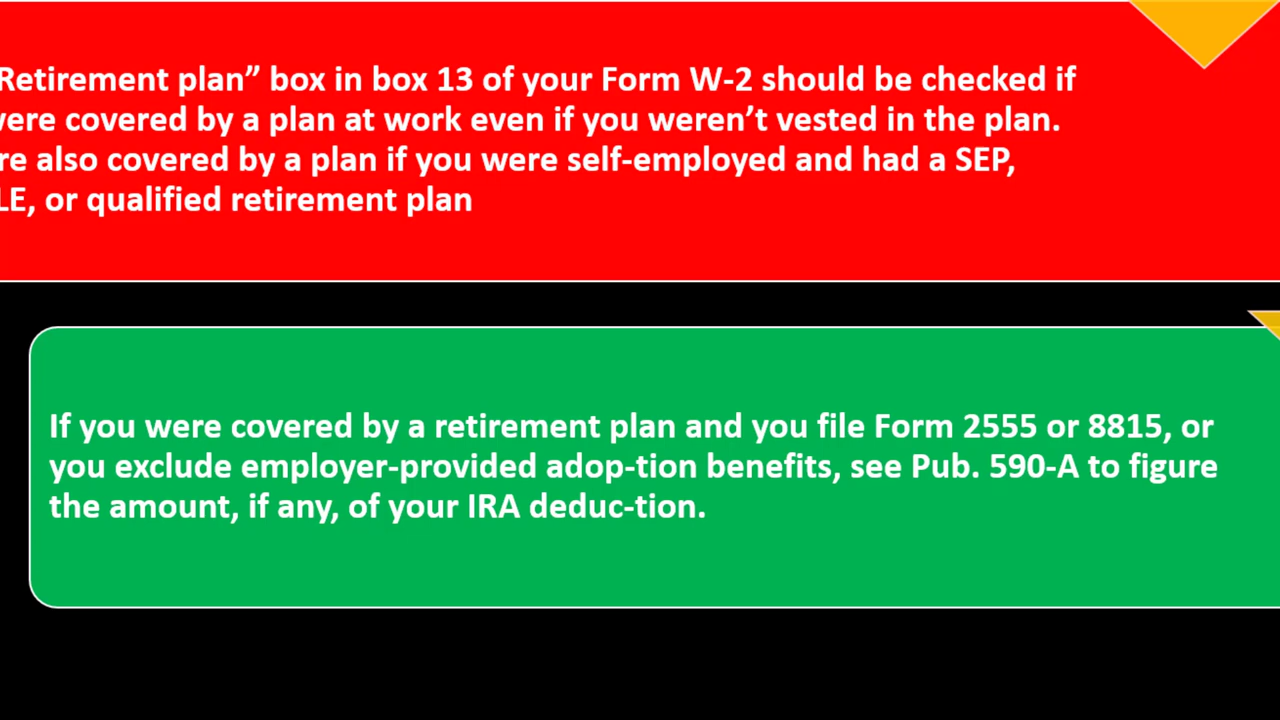 Retirement plan” box in box 13 of your Form W-2 should be checked if
were covered by a plan at work even if you weren’t vested in the plan.
re also covered by a plan if you were self-employed and had a SEP,
LE, or qualified retirement plan
If you were covered by a retirement plan and you file Form 2555 or 8815, or
you exclude employer-provided adop-tion benefits, see Pub. 590-A to figure
the amount, if any, of your IRA deduc-tion.